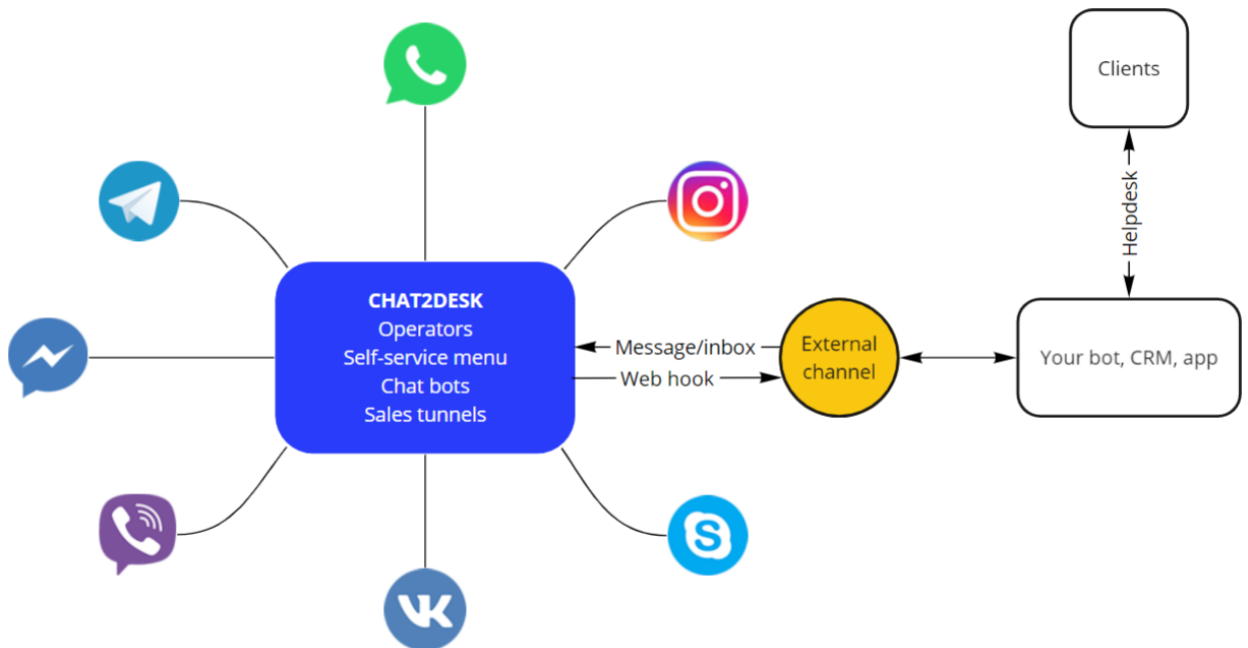 Clients
Helpdesk
CHAT2DESK
Operators
Self-service menu
Chat bots
Sales tunnels
Message/inbox
Web hook
External
channel
Your bot, CRM, app
S
VK